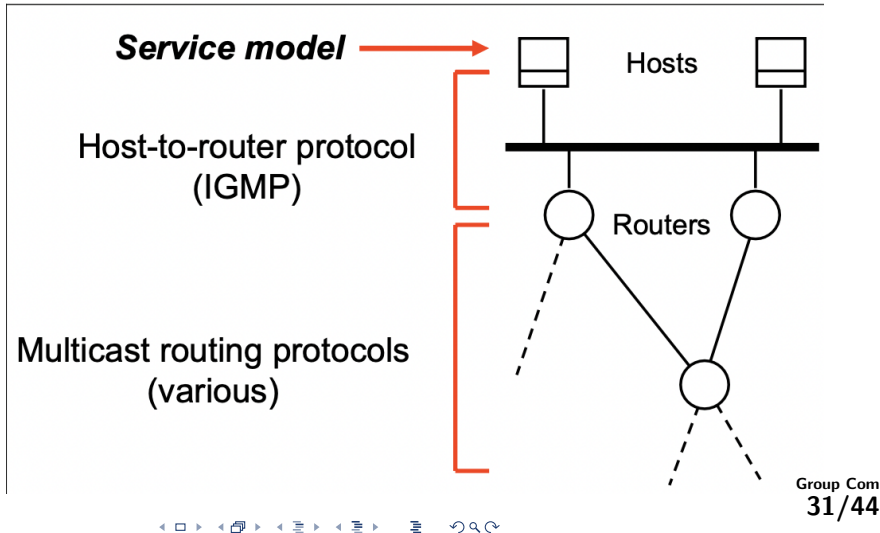 Service model
Hosts
Host-to-router protocol
(IGMP)
Routers
Multicast routing protocols
(various)
Group Com
31/44